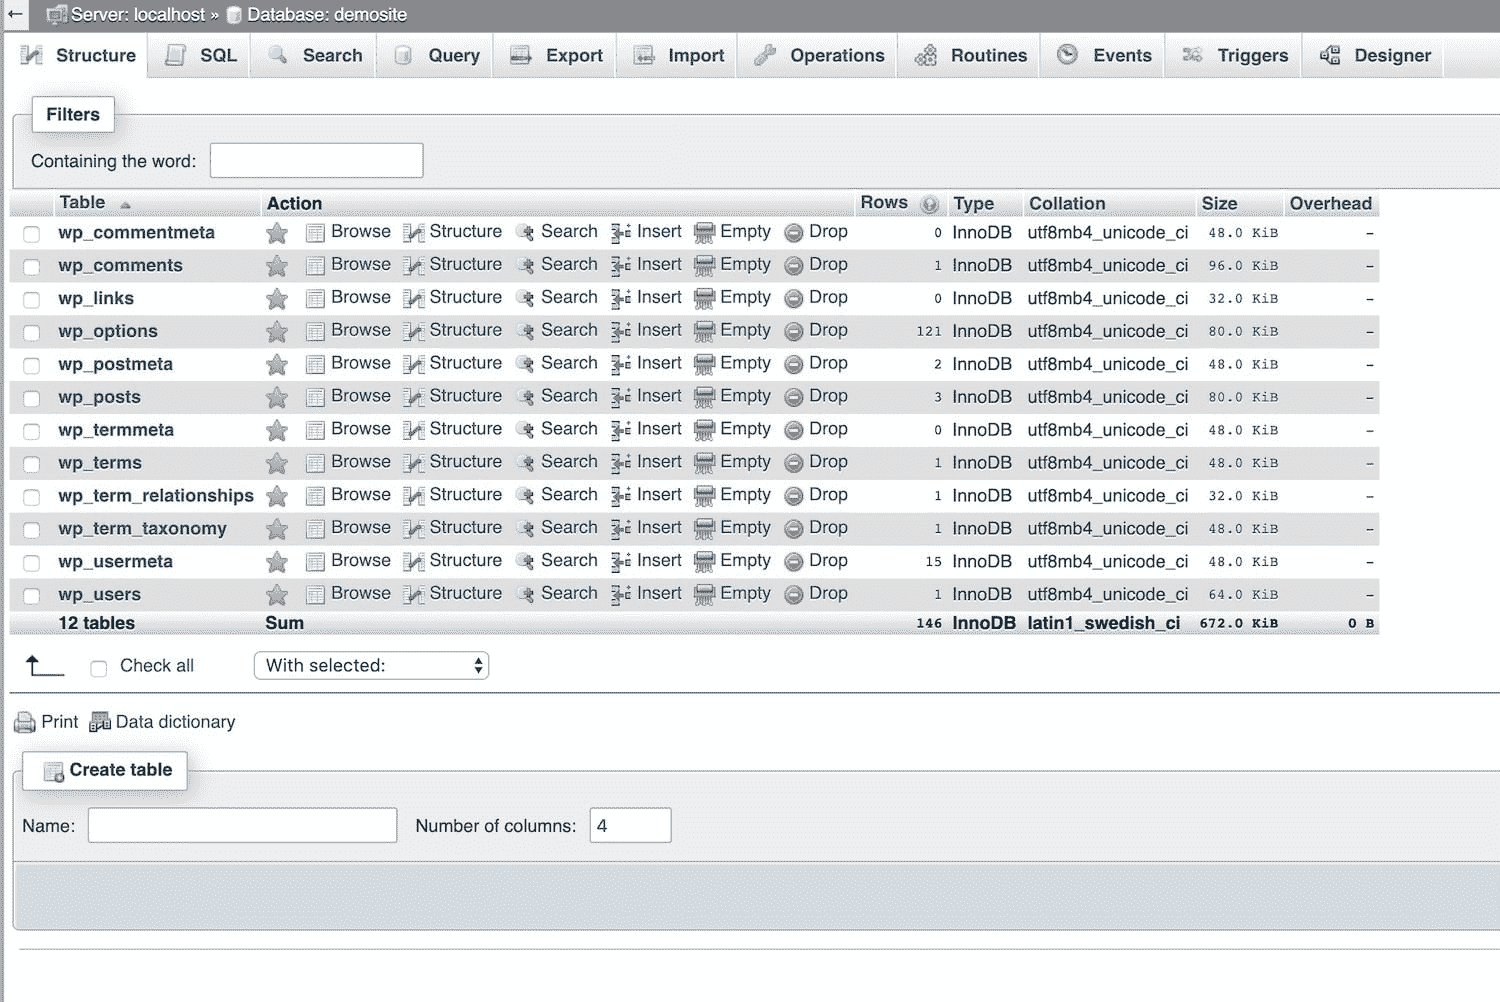 Server: localhost » Database: demosite
Structure SQL Search Query Export Import Operations Routines Events Triggers Designer
Filters
Containing the word:
Table Action Rows Type Collation Size Overhead
wp_commentmeta Browse Structure Search Insert Empty Drop 0 InnoDB utf8mb4_unicode_ci 48.0 KiB –
wp_comments Browse Structure Search Insert Empty Drop 1 InnoDB utf8mb4_unicode_ci 96.0 KiB –
wp_links Browse Structure Search Insert Empty Drop 0 InnoDB utf8mb4_unicode_ci 32.0 KiB –
wp_options Browse Structure Search Insert Empty Drop 121 InnoDB utf8mb4_unicode_ci 80.0 KiB –
wp_postmeta Browse Structure Search Insert Empty Drop 2 InnoDB utf8mb4_unicode_ci 48.0 KiB –
wp_posts Browse Structure Search Insert Empty Drop 3 InnoDB utf8mb4_unicode_ci 80.0 KiB –
wp_termmeta Browse Structure Search Insert Empty Drop 0 InnoDB utf8mb4_unicode_ci 48.0 KiB –
wp_terms Browse Structure Search Insert Empty Drop 1 InnoDB utf8mb4_unicode_ci 48.0 KiB –
wp_term_relationships Browse Structure Search Insert Empty Drop 1 InnoDB utf8mb4_unicode_ci 32.0 KiB –
wp_term_taxonomy Browse Structure Search Insert Empty Drop 1 InnoDB utf8mb4_unicode_ci 48.0 KiB –
wp_usermeta Browse Structure Search Insert Empty Drop 15 InnoDB utf8mb4_unicode_ci 48.0 KiB –
wp_users Browse Structure Search Insert Empty Drop 1 InnoDB utf8mb4_unicode_ci 64.0 KiB –
12 tables Sum 146 InnoDB latin1_swedish_ci 672.0 KiB 0 B
Check all With selected:
Print Data dictionary
Create table
Name: Number of columns: 4